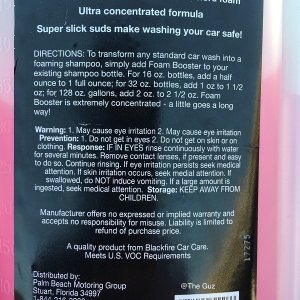 foam
Ultra concentrated formula
Super slick suds make washing your car safe!
DIRECTIONS: To transform any standard car wash into a
foaming shampoo, simply add Foam Booster to your
existing shampoo bottle. For 16 oz. bottles, add a half
ounce to 1 full ounce; for 32 oz. bottles, add 1 oz to 1 1/2
oz; for 128 oz. gallons, add 2 oz. to 2 1/2 oz. Foam
Booster is extremely concentrated - a little goes a long
way!
Warning: 1. May cause eye irritation 2. May cause eye irritation
Prevention: 1. Do not get in eyes 2. Do not get on skin or on
clothing. Response: IF IN EYES rinse continuously with water
for several minutes. Remove contact lenses, if present and easy
to do so. Continue rinsing. If eye irritation persists seek medical
attention. If skin irritation occurs, seek medial attention. If
swallowed, do NOT induce vomiting. If a large amount is
ingested, seek medical attention. Storage: KEEP AWAY FROM
CHILDREN.
Manufacturer offers no expressed or implied warranty and
accepts no responsibility for misuse. Liability is limited to
refund of purchase price.
A quality product from Blackfire Car Care.
Meets U.S. VOC Requirements
17275
Distributed by:
Palm Beach Motoring Group
Stuart, Florida 34997
@The Guz